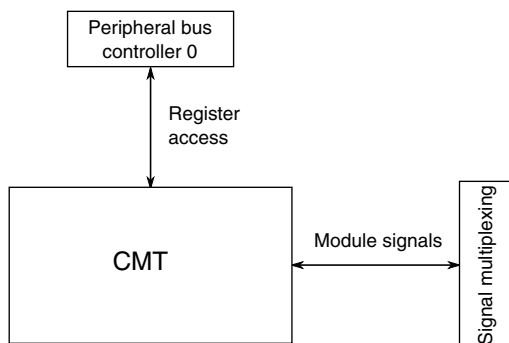 Peripheral bus
controller 0
Register
access
CMT
Module signals
Signal multiplexing